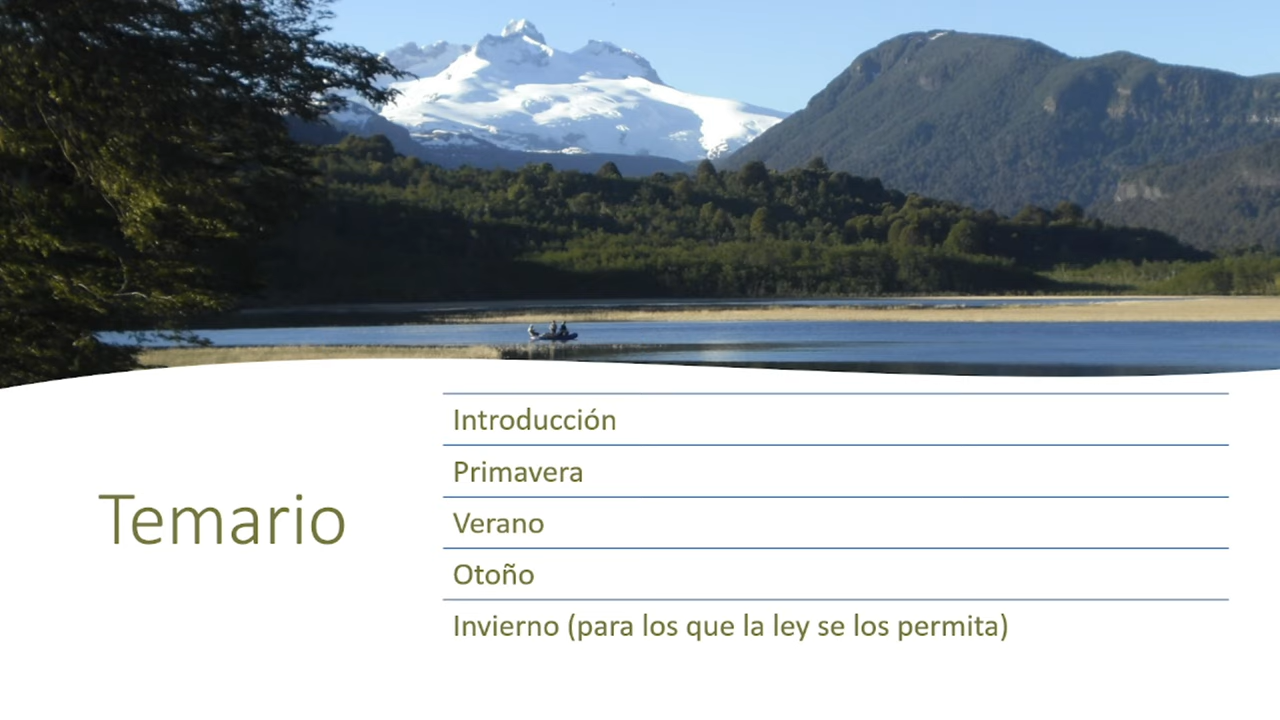 Temario
Introducción
Primavera
Verano
Otoño
Invierno (para los que la ley se los permita)